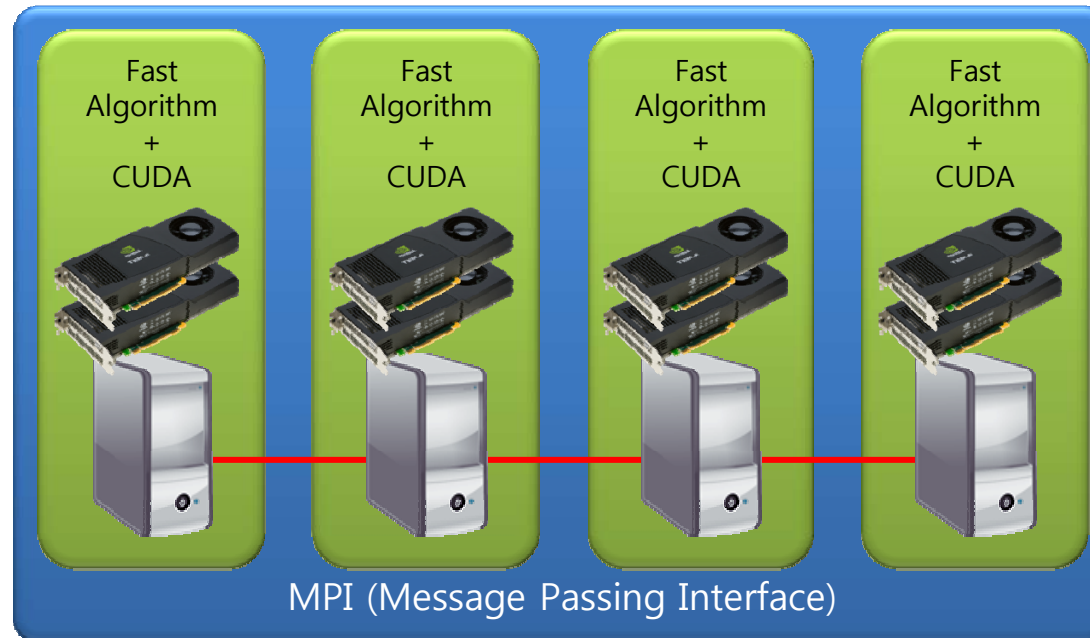 Fast
Algorithm
+
CUDA
Fast
Algorithm
+
CUDA
Fast
Algorithm
+
CUDA
Fast
Algorithm
+
CUDA
MPI (Message Passing Interface)